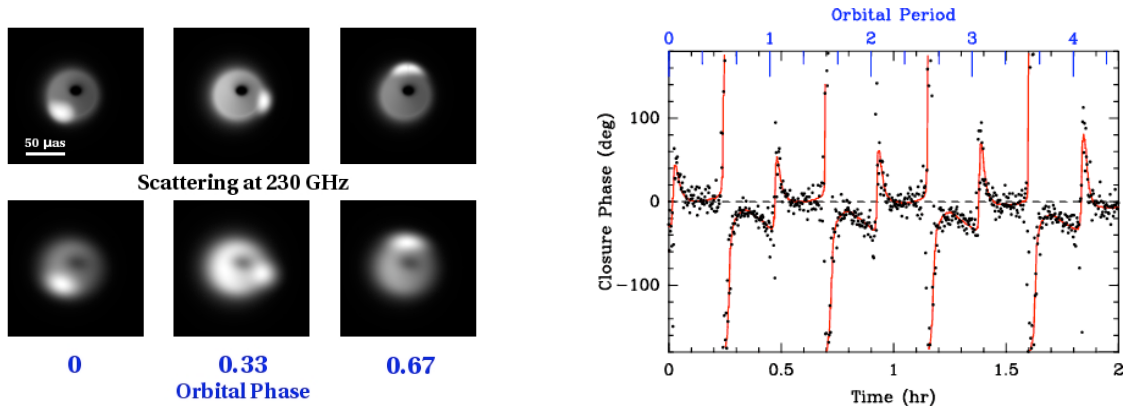 50 µas
Scattering at 230 GHz
0 0.33 0.67
Orbital Phase
Orbital Period
0 1 2 3 4
Closure Phase (deg)
100
0
−100
0 0.5 1 1.5 2
Time (hr)